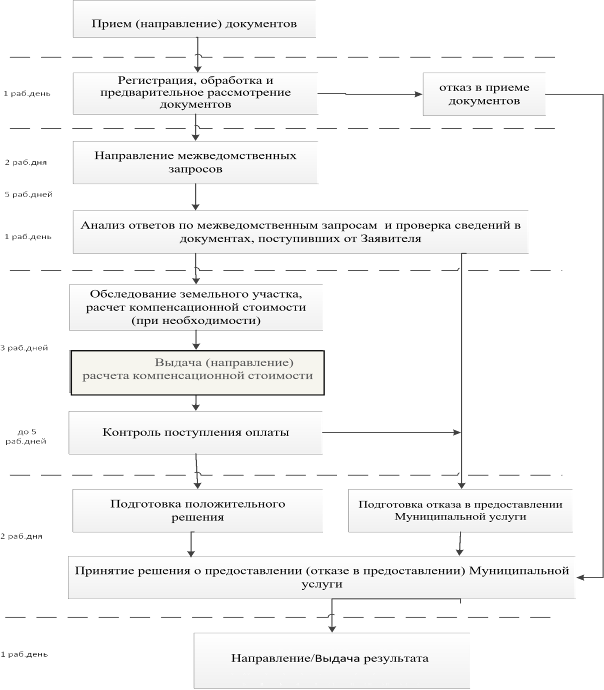 Прием (направление) документов
1 раб.день
Регистрация, обработка и
предварительное рассмотрение
документов
отказ в приеме
документов
2 раб.дня
Направление межведомственных
запросов
5 раб.дней
1 раб.день
Анализ ответов по межведомственным запросам и проверка сведений в
документах, поступивших от Заявителя
Обследование земельного участка,
расчет компенсационной стоимости
(при необходимости)
3 раб.дней
Выдача (направление)
расчета компенсационной стоимости
до 5
раб.дней
Контроль поступления оплаты
Подготовка положительного
решения
Подготовка отказа в предоставлении
Муниципальной услуги
2 раб.дня
Принятие решения о предоставлении (отказе в предоставлении) Муниципальной
услуги
1 раб.день
Направление/Выдача результата